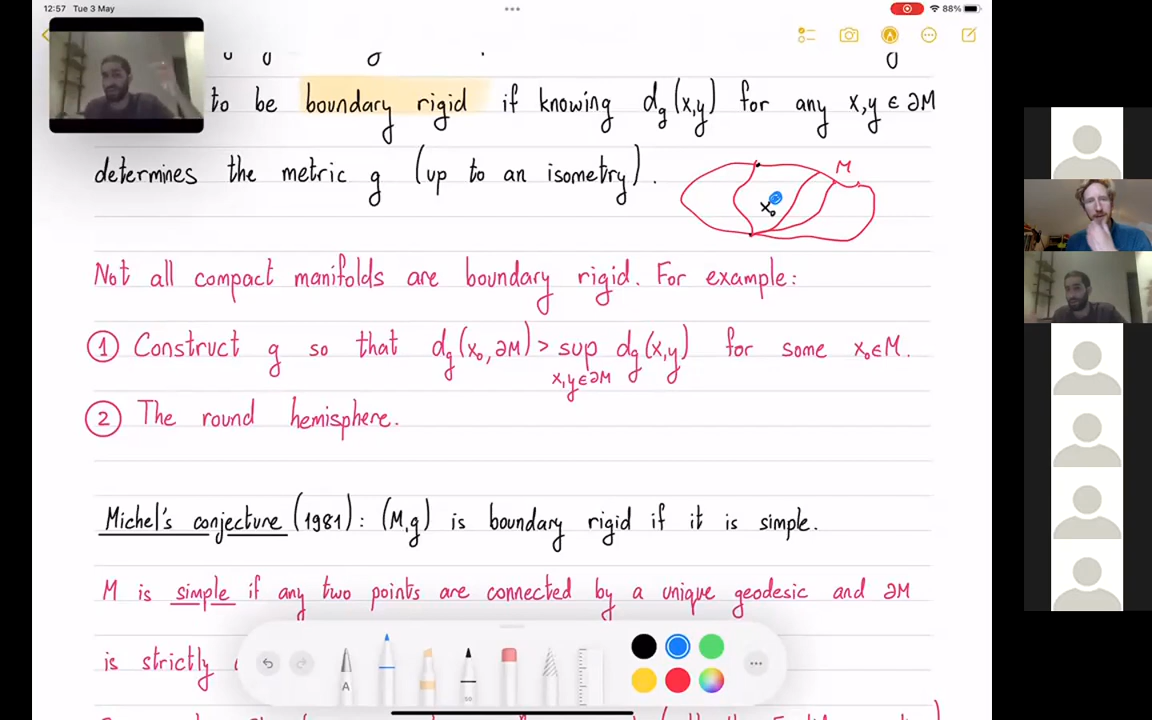 12:57 Tue 3 May
88%
to be boundary rigid if knowing d_g(x,y) for any x,y ∈ ∂M
determines the metric g (up to an isometry).
M
x₀
Not all compact manifolds are boundary rigid. For example:
① Construct g so that d_g(x₀,∂M) > sup d_g(x,y) for some x₀∈M.
x,y∈∂M
② The round hemisphere.
Michel's conjecture (1981): (M,g) is boundary rigid if it is simple.
M is simple if any two points are connected by a unique geodesic and ∂M
is strictly
A
50